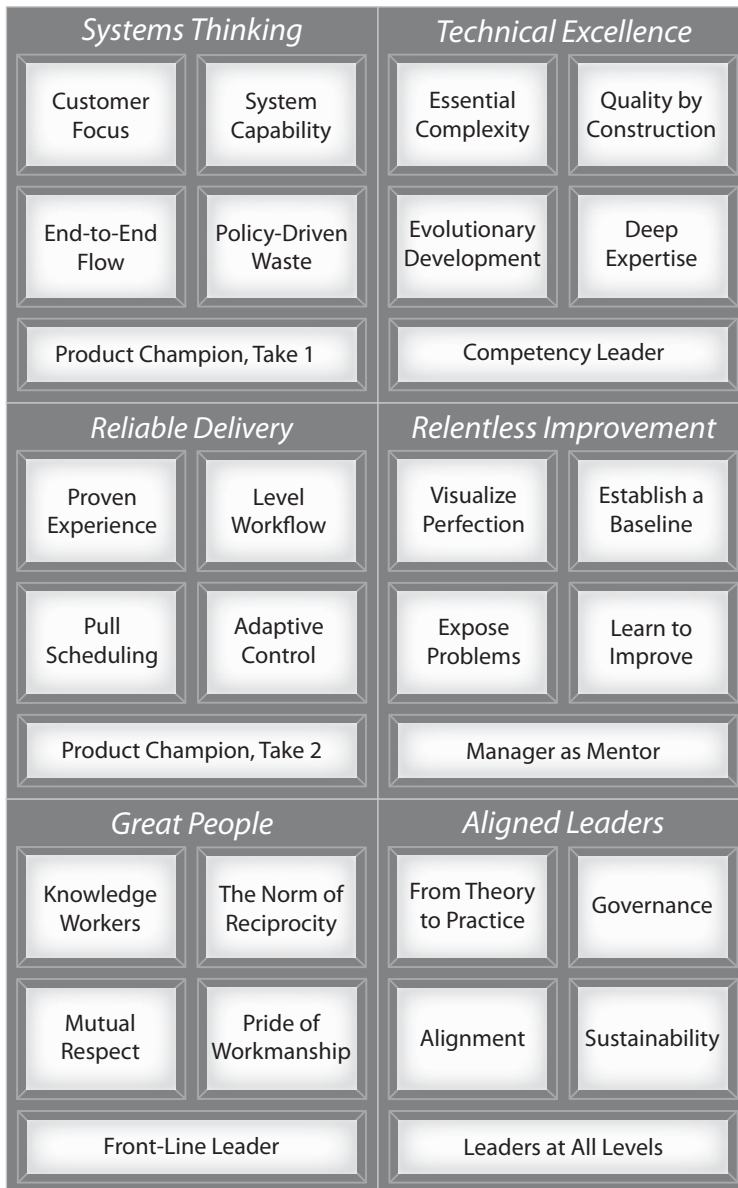 Systems Thinking
Customer
Focus
System
Capability
End-to-End
Flow
Policy-Driven
Waste
Product Champion, Take 1
Technical Excellence
Essential
Complexity
Quality by
Construction
Evolutionary
Development
Deep
Expertise
Competency Leader
Reliable Delivery
Proven
Experience
Level
Workflow
Pull
Scheduling
Adaptive
Control
Product Champion, Take 2
Relentless Improvement
Visualize
Perfection
Establish a
Baseline
Expose
Problems
Learn to
Improve
Manager as Mentor
Great People
Knowledge
Workers
The Norm of
Reciprocity
Mutual
Respect
Pride of
Workmanship
Front-Line Leader
Aligned Leaders
From Theory
to Practice
Governance
Alignment
Sustainability
Leaders at All Levels